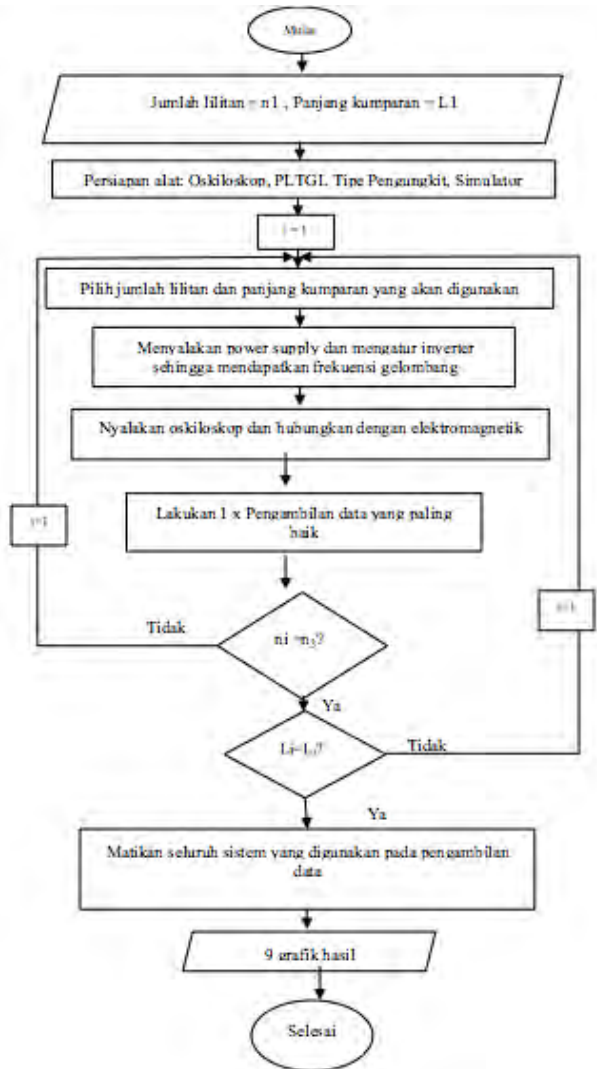 Mulai
Jumlah lilitan = n1 , Panjang kumparan = L1
Persiapan alat: Oskiloskop, PLTGL Tipe Pengungkit, Simulator
Pilih jumlah lilitan dan panjang kumparan yang akan digunakan
Menyalakan power supply dan mengatur inverter
sehingga mendapatkan frekuensi gelombang
Nyalakan oskiloskop dan hubungkan dengan elektromagnetik
Lakukan 1 x Pengambilan data yang paling
baik
Tidak
ni =n3?
Ya
Tidak
Ya
Matikan seluruh sistem yang digunakan pada pengambilan
data
9 grafik hasil
Selesai